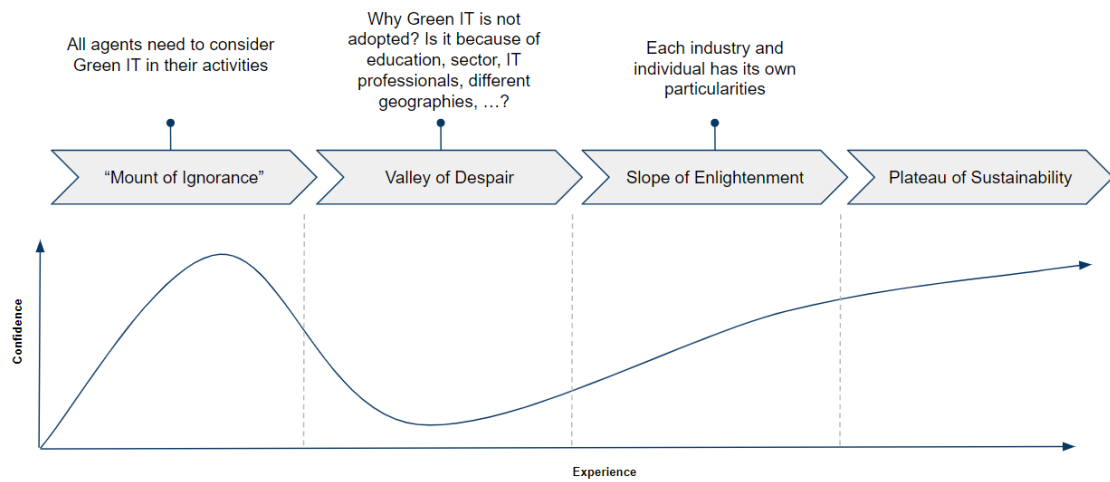 All agents need to consider
Green IT in their activities
Why Green IT is not
adopted? Is it because of
education, sector, IT
professionals, different
geographies, …?
Each industry and
individual has its own
particularities
“Mount of Ignorance”
Valley of Despair
Slope of Enlightenment
Plateau of Sustainability
Confidence
Experience